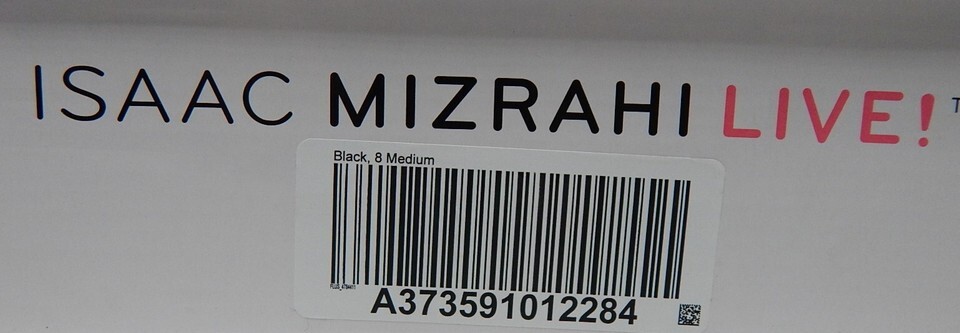 ISAAC MIZRAHI LIVE!
Black, 8 Medium
A373591012284